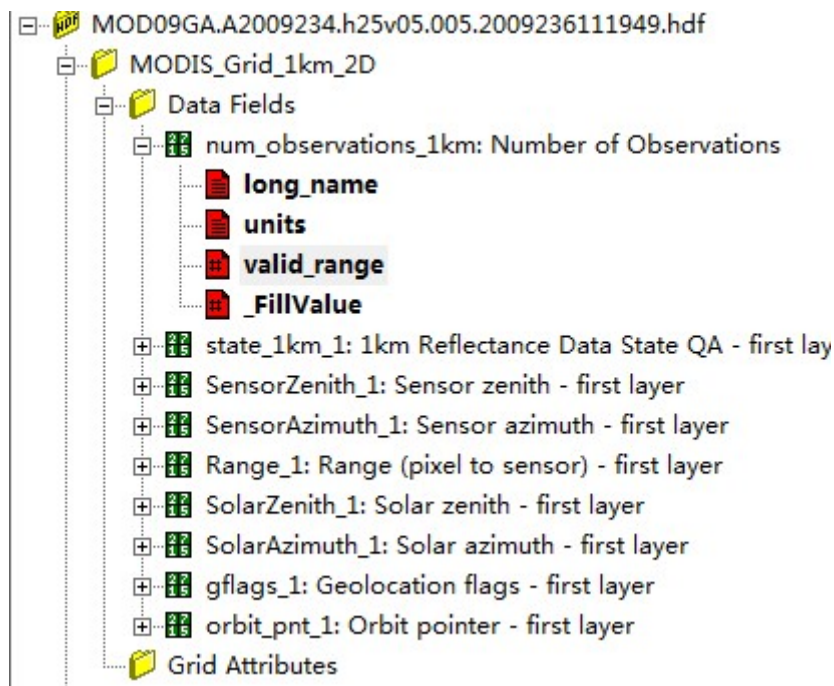 MOD09GA.A2009234.h25v05.005.2009236111949.hdf
MODIS_Grid_1km_2D
Data Fields
num_observations_1km: Number of Observations
long_name
units
valid_range
_FillValue
state_1km_1: 1km Reflectance Data State QA - first lay
SensorZenith_1: Sensor zenith - first layer
SensorAzimuth_1: Sensor azimuth - first layer
Range_1: Range (pixel to sensor) - first layer
SolarZenith_1: Solar zenith - first layer
SolarAzimuth_1: Solar azimuth - first layer
gflags_1: Geolocation flags - first layer
orbit_pnt_1: Orbit pointer - first layer
Grid Attributes